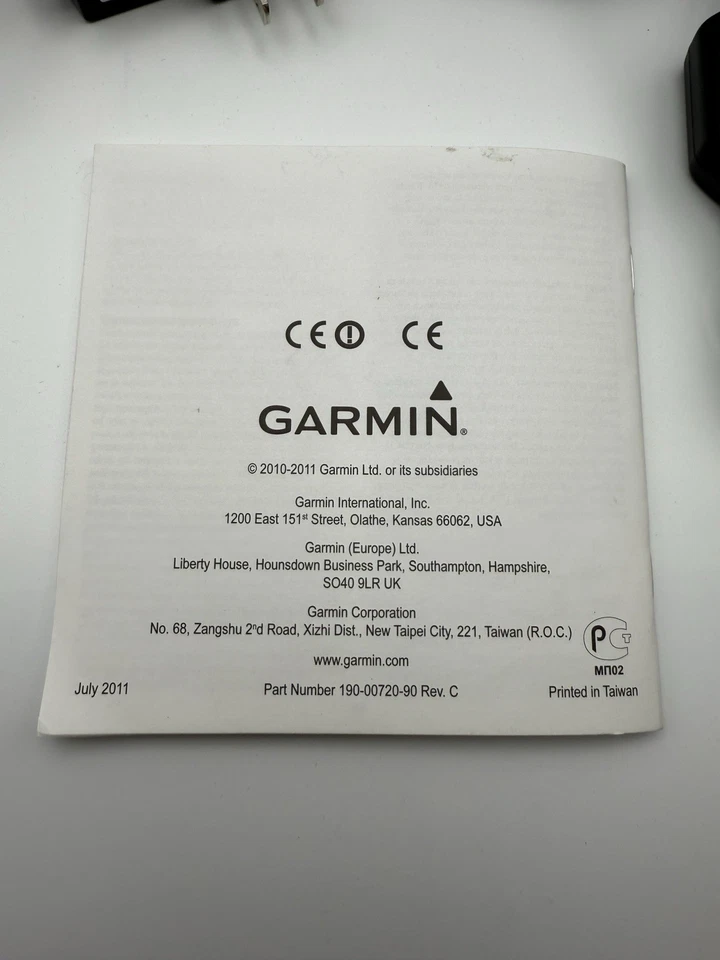 CE CE
GARMIN®
© 2010-2011 Garmin Ltd. or its subsidiaries
Garmin International, Inc.
1200 East 151st Street, Olathe, Kansas 66062, USA
Garmin (Europe) Ltd.
Liberty House, Hounsdown Business Park, Southampton, Hampshire,
SO40 9LR UK
Garmin Corporation
No. 68, Zangshu 2nd Road, Xizhi Dist., New Taipei City, 221, Taiwan (R.O.C.)
www.garmin.com
РСТ
МП02
July 2011 Part Number 190-00720-90 Rev. C Printed in Taiwan